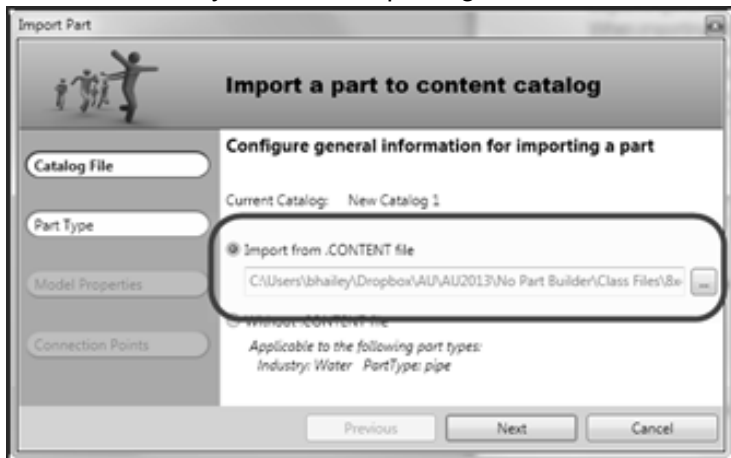 Import Part
Import a part to content catalog
Catalog File
Part Type
Model Properties
Connection Points
Configure general information for importing a part
Current Catalog: New Catalog 1
Import from .CONTENT file
C:\Users\bhailey\Dropbox\AU\AU2013\No Part Builder\Class Files\8x
...
Without .CONTENT file
Applicable to the following part types:
Industry: Water PartType: pipe
Previous Next Cancel